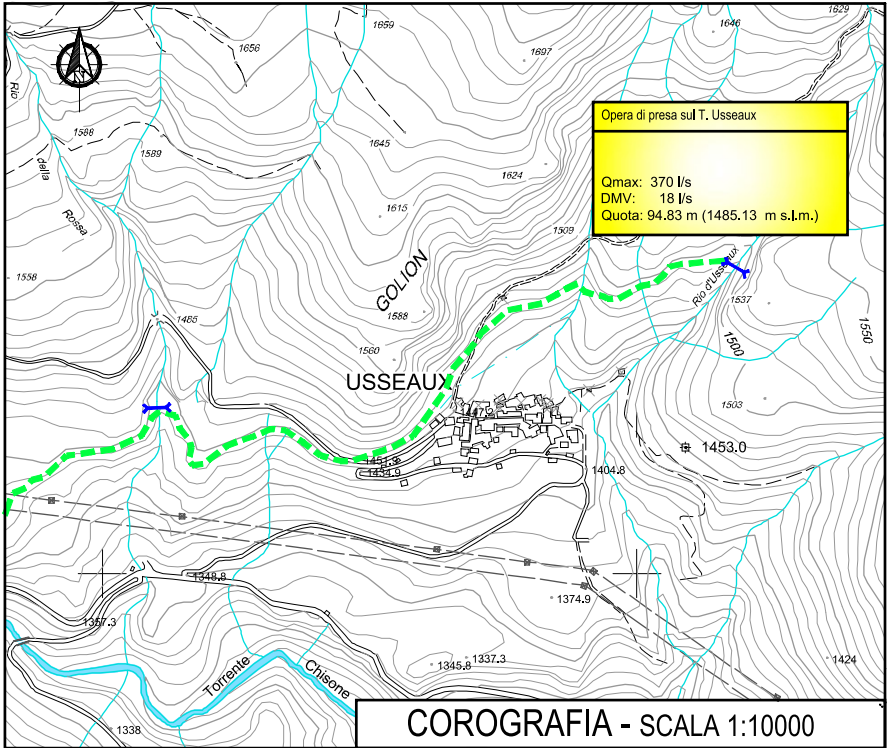 1629
1646
1659
1656
1697
N
Rio
della
Rossa
1588
1589
1645
1624
1615
1509
Opera di presa sul T. Usseaux
Qmax: 370 l/s
DMV: 18 l/s
Quota: 94.83 m (1485.13 m s.l.m.)
1558
GOLION
1588
1485
1560
Rio d'Usseaux
1537
1500
1550
USSEAUX
1447.2
1503
1453.0
1451.9
1434.9
1404.8
1348.8
1374.9
1357.3
1337.3
1345.8
1424
Torrente
Chisone
1338
COROGRAFIA - SCALA 1:10000